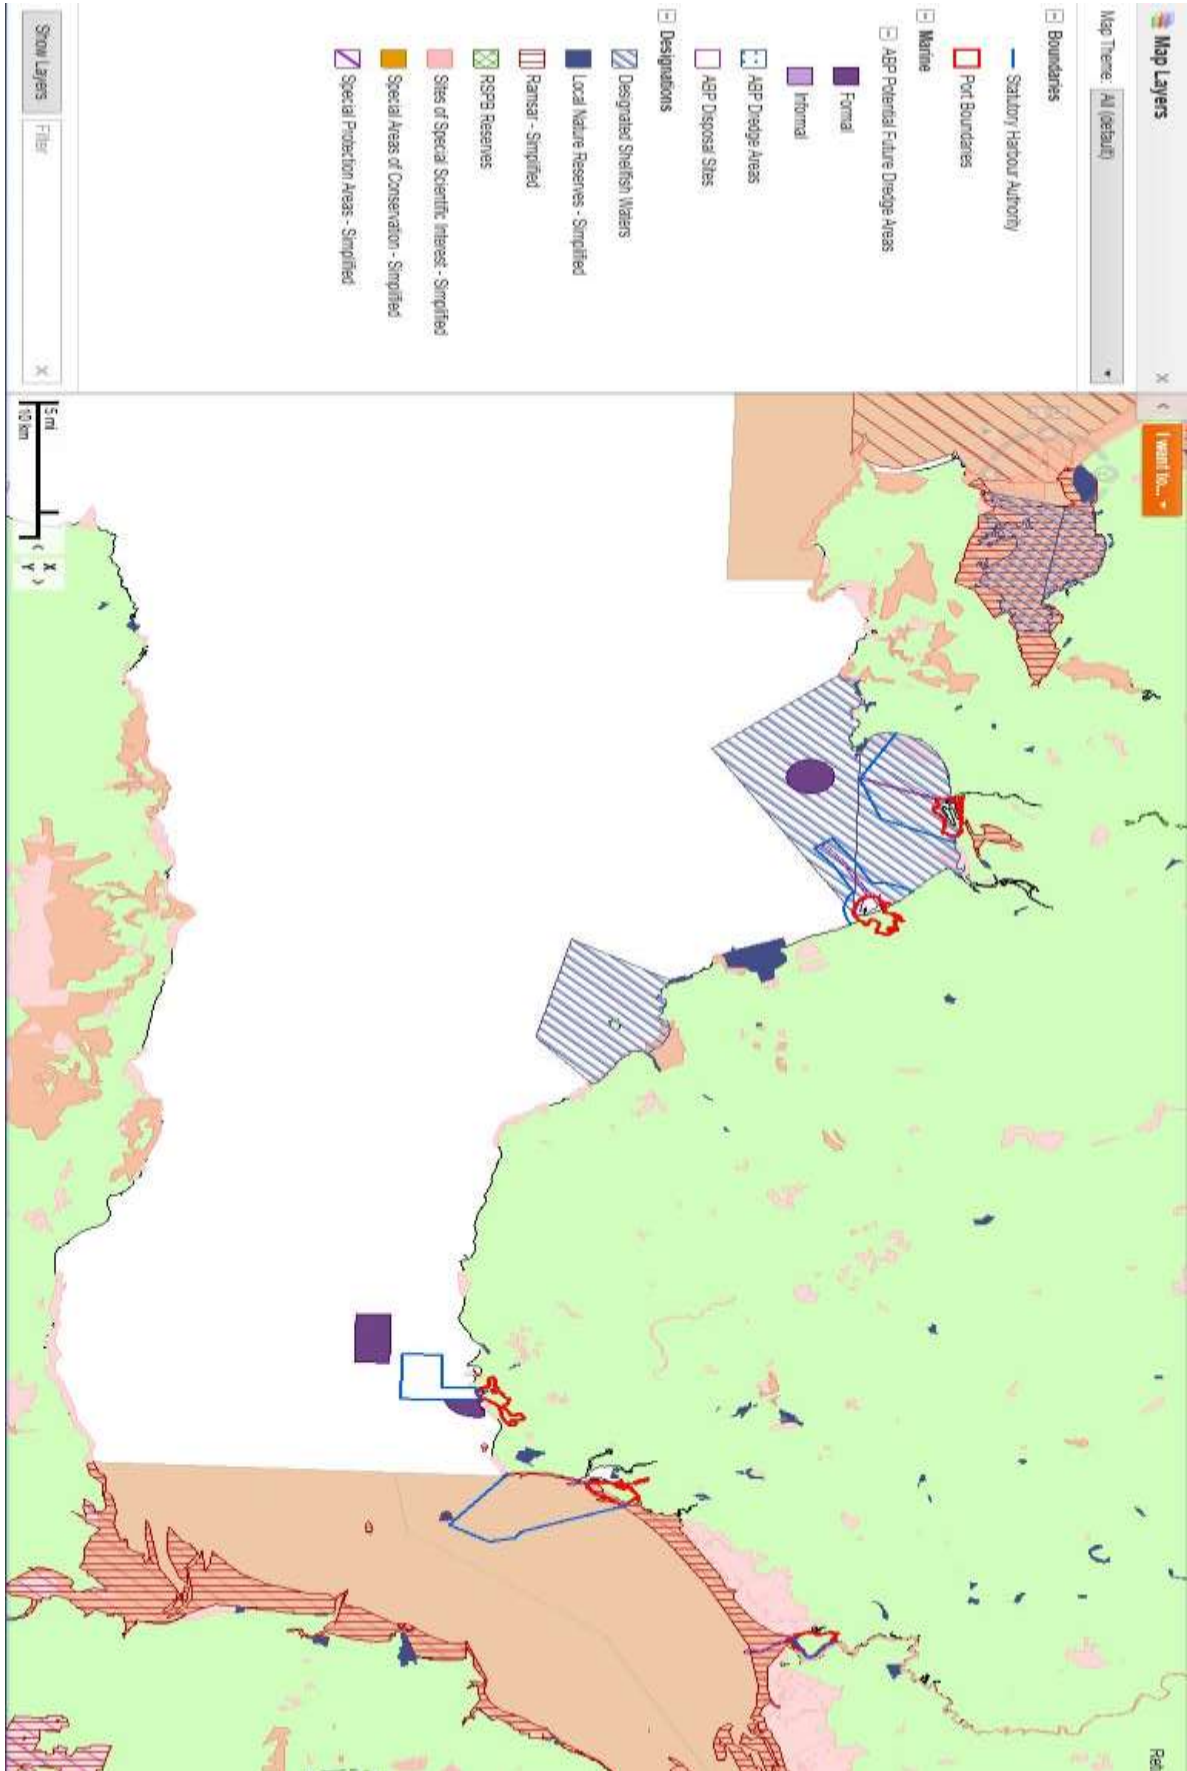 Map Layers
Map Theme: All (default)
Boundaries
Statutory Harbour Authority
Port Boundaries
Marine
ABP Potential Future Dredge Areas
Formal
Informal
ABP Dredge Areas
ABP Disposal Sites
Designations
Designated Shellfish Waters
Local Nature Reserves - Simplified
Ramsar - Simplified
RSPB Reserves
Sites of Special Scientific Interest - Simplified
Special Areas of Conservation - Simplified
Special Protection Areas - Simplified
Show Layers
Filter
X
I want to...
5 mi
10 km
X
Y